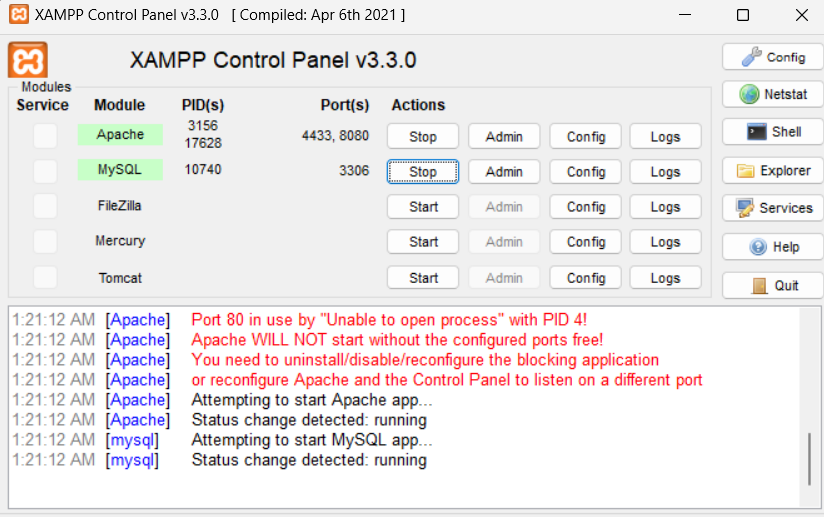 XAMPP Control Panel v3.3.0 [ Compiled: Apr 6th 2021 ]
XAMPP Control Panel v3.3.0
Config
Modules
Service Module PID(s) Port(s) Actions
Netstat
Apache 3156 17628 4433, 8080 Stop Admin Config Logs
Shell
MySQL 10740 3306 Stop Admin Config Logs
Explorer
FileZilla Start Admin Config Logs
Services
Mercury Start Admin Config Logs
Help
Tomcat Start Admin Config Logs
Quit
1:21:12 AM [Apache] Port 80 in use by "Unable to open process" with PID 4!
1:21:12 AM [Apache] Apache WILL NOT start without the configured ports free!
1:21:12 AM [Apache] You need to uninstall/disable/reconfigure the blocking application
1:21:12 AM [Apache] or reconfigure Apache and the Control Panel to listen on a different port
1:21:12 AM [Apache] Attempting to start Apache app...
1:21:12 AM [Apache] Status change detected: running
1:21:12 AM [mysql] Attempting to start MySQL app...
1:21:12 AM [mysql] Status change detected: running